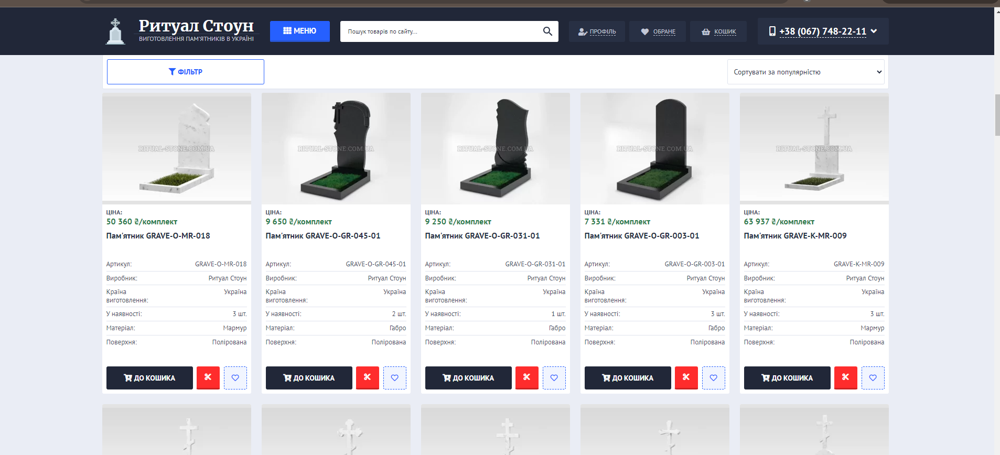 Ритуал Стоун
ВИГОТОВЛЕННЯ ПАМ'ЯТНИКІВ В УКРАЇНІ
МЕНЮ
Пошук товарів по сайту...
ПРОФІЛЬ
ОБРАНЕ
КОШИК
+38 (067) 748-22-11
ФІЛЬТР
Сортувати за популярністю
RITUAL-STONE.COM.UA
ЦІНА:
50 360 ₴/комплект
Пам'ятник GRAVE-O-MR-018
Артикул: GRAVE-O-MR-018
Виробник: Ритуал Стоун
Країна Україна
виготовлення:
У наявності: 3 шт.
Матеріал: Мармур
Поверхня: Полірована
ДО КОШИКА
RITUAL-STONE.COM.UA
ЦІНА:
9 650 ₴/комплект
Пам'ятник GRAVE-O-GR-045-01
Артикул: GRAVE-O-GR-045-01
Виробник: Ритуал Стоун
Країна Україна
виготовлення:
У наявності: 2 шт.
Матеріал: Габро
Поверхня: Полірована
ДО КОШИКА
RITUAL-STONE.COM.UA
ЦІНА:
9 250 ₴/комплект
Пам'ятник GRAVE-O-GR-031-01
Артикул: GRAVE-O-GR-031-01
Виробник: Ритуал Стоун
Країна Україна
виготовлення:
У наявності: 1 шт.
Матеріал: Габро
Поверхня: Полірована
ДО КОШИКА
RITUAL-STONE.COM.UA
ЦІНА:
7 331 ₴/комплект
Пам'ятник GRAVE-O-GR-003-01
Артикул: GRAVE-O-GR-003-01
Виробник: Ритуал Стоун
Країна Україна
виготовлення:
У наявності: 3 шт.
Матеріал: Габро
Поверхня: Полірована
ДО КОШИКА
RITUAL-STONE.COM.UA
ЦІНА:
63 937 ₴/комплект
Пам'ятник GRAVE-K-MR-009
Артикул: GRAVE-K-MR-009
Виробник: Ритуал Стоун
Країна Україна
виготовлення:
У наявності: 3 шт.
Матеріал: Мармур
Поверхня: Полірована
ДО КОШИКА